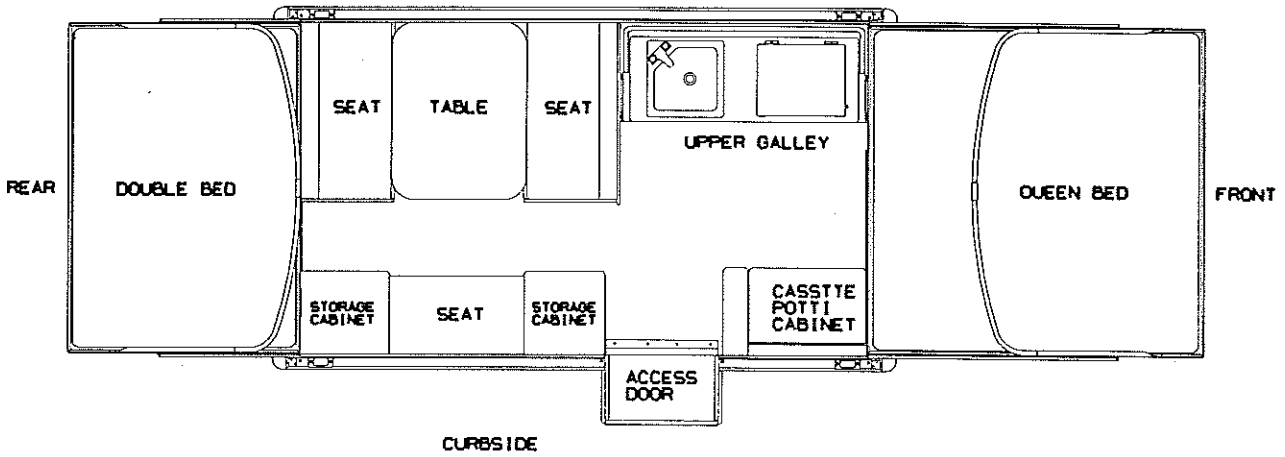 SEAT
TABLE
SEAT
UPPER GALLEY
REAR
DOUBLE BED
QUEEN BED
FRONT
STORAGE
CABINET
SEAT
STORAGE
CABINET
CASSTTE
POTTI
CABINET
ACCESS
DOOR
CURBSIDE